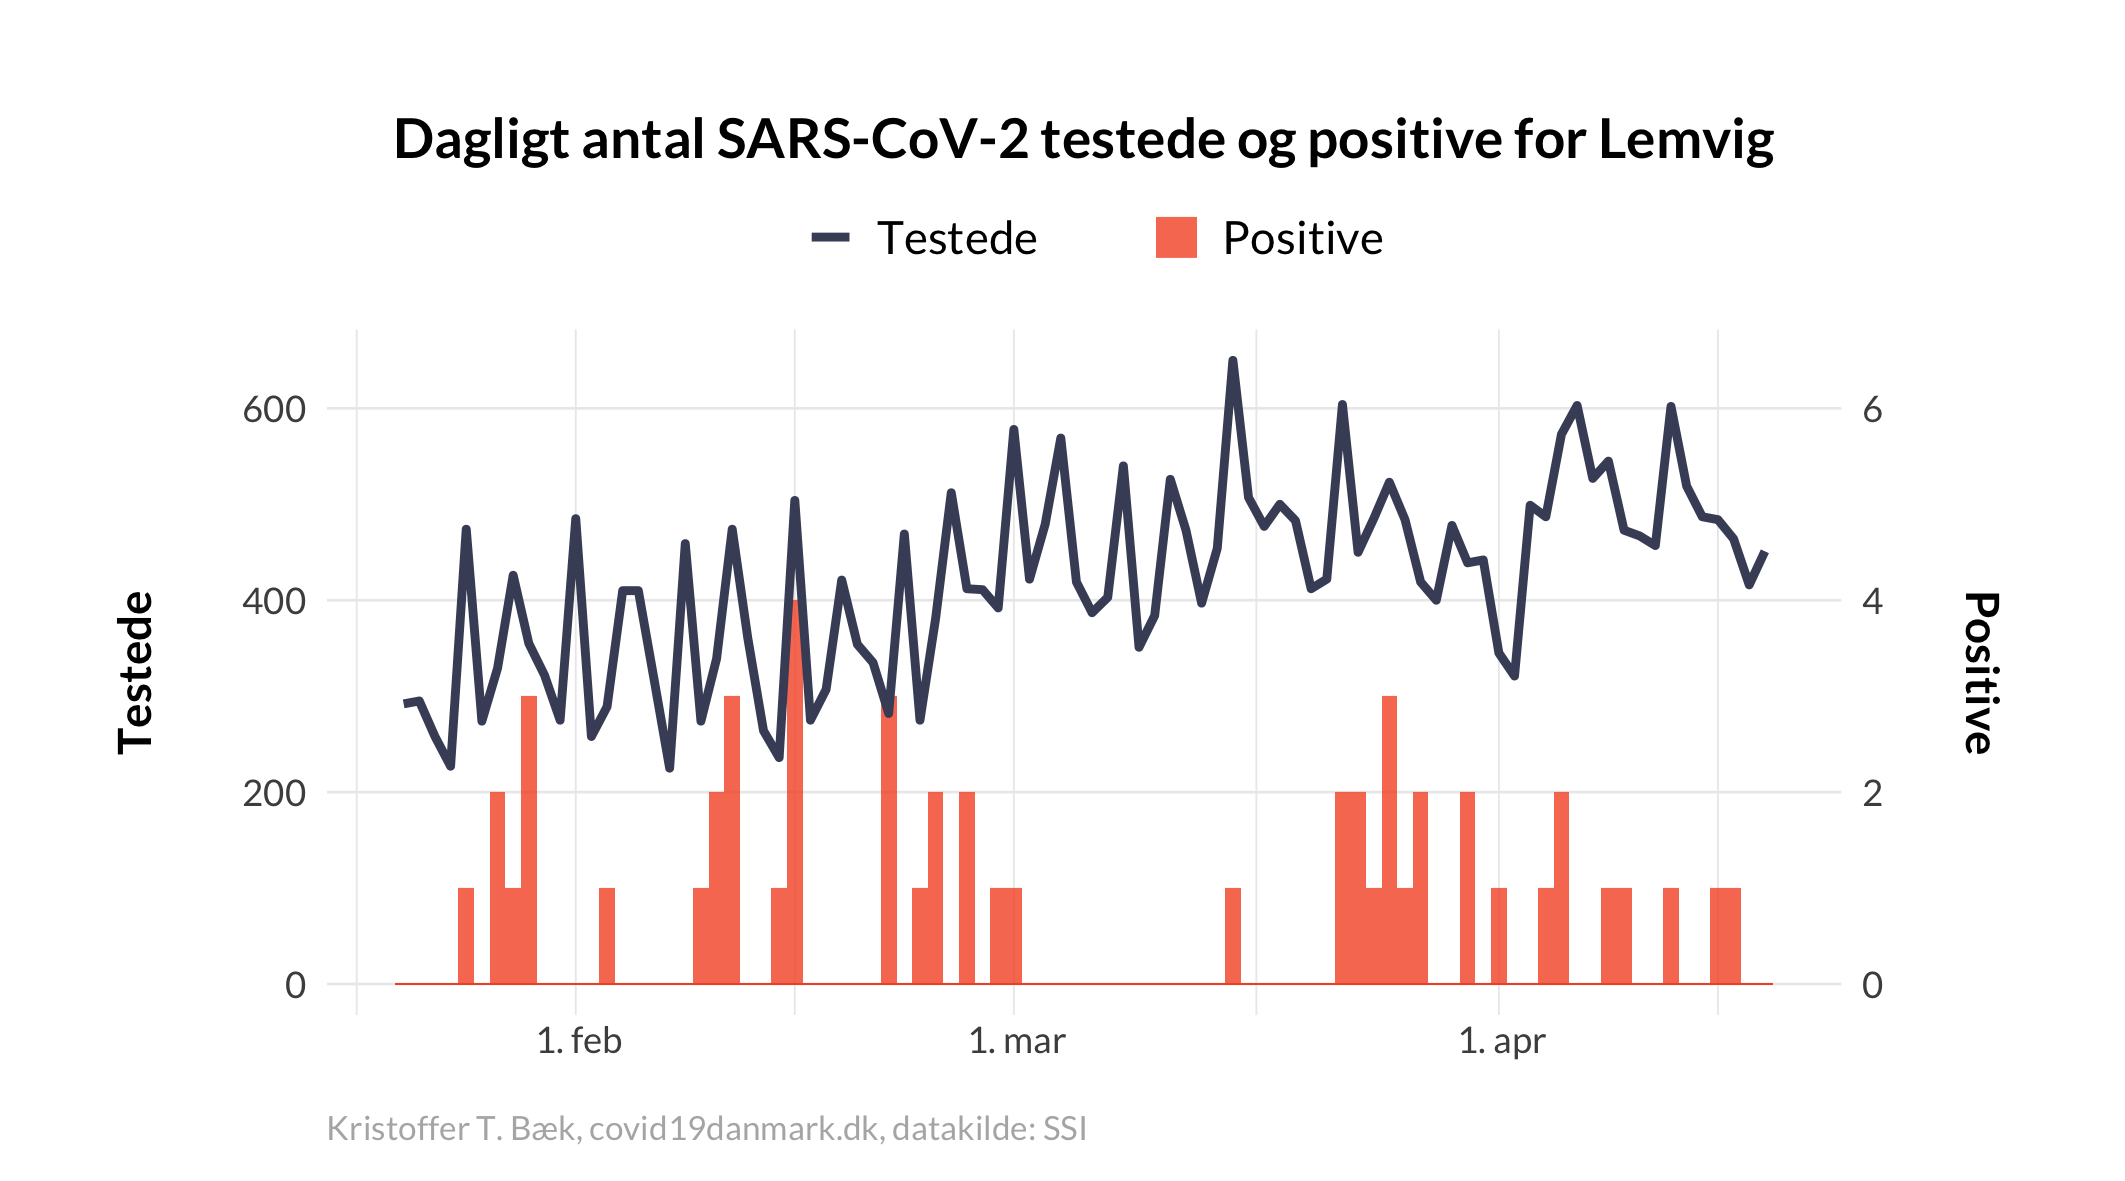 Dagligt antal SARS-CoV-2 testede og positive for Lemvig
Testede Positive
600 6
400 4
200 2
0 0
Testede
Positive
1. feb 1. mar 1. apr
Kristoffer T. Bæk, covid19danmark.dk, datakilde: SSI